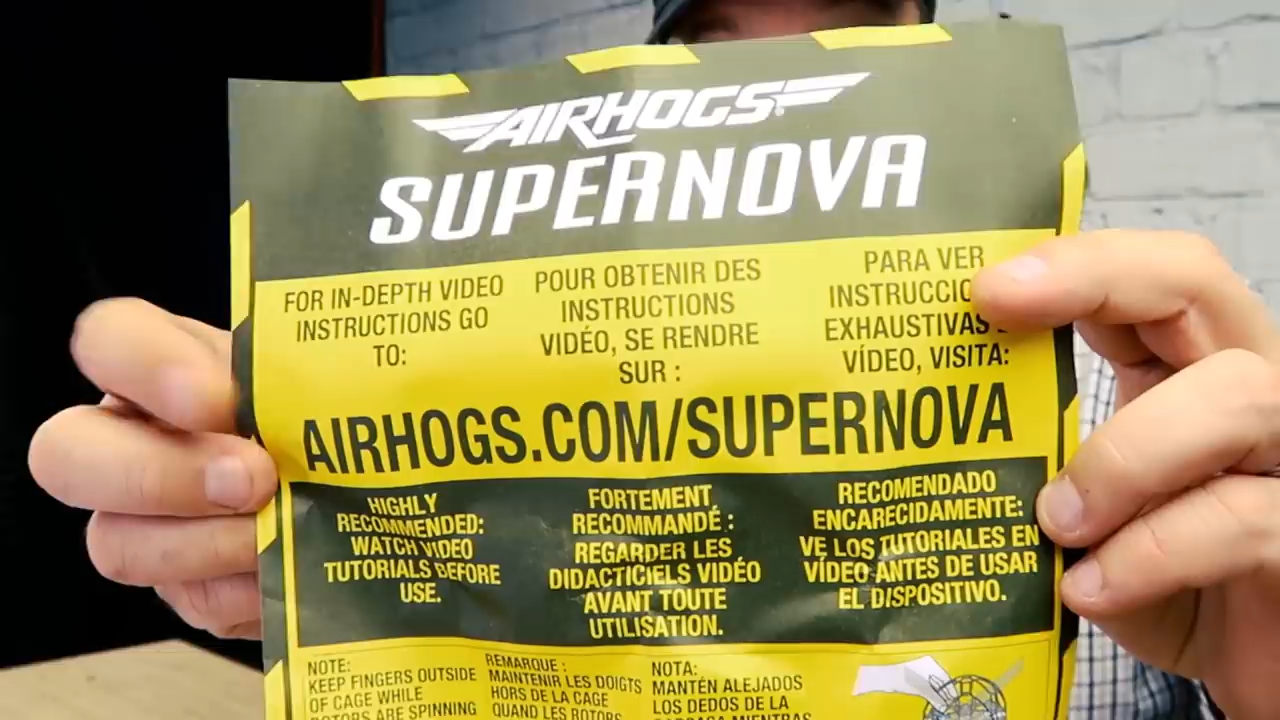 AIRHOGS
SUPERNOVA
FOR IN-DEPTH VIDEO
INSTRUCTIONS GO
TO:
POUR OBTENIR DES
INSTRUCTIONS
VIDÉO, SE RENDRE
SUR :
PARA VER
EXHAUSTIVAS
VÍDEO, VISITA:
AIRHOGS.COM/SUPERNOVA
HIGHLY
RECOMMENDED:
WATCH VIDEO
TUTORIALS BEFORE
USE.
FORTEMENT
RECOMMANDÉ :
REGARDER LES
DIDACTICIELS VIDÉO
AVANT TOUTE
UTILISATION.
RECOMENDADO
ENCARECIDAMENTE:
VE LOS TUTORIALES EN
VÍDEO ANTES DE USAR
EL DISPOSITIVO.
NOTE:
KEEP FINGERS OUTSIDE
OF CAGE WHILE
ROTORS ARE SPINNING
REMARQUE :
MAINTENIR LES DOIGTS
HORS DE LA CAGE
QUAND LES ROTORS
NOTA:
MANTÉN ALEJADOS
LOS DEDOS DE LA
MIENTRAS